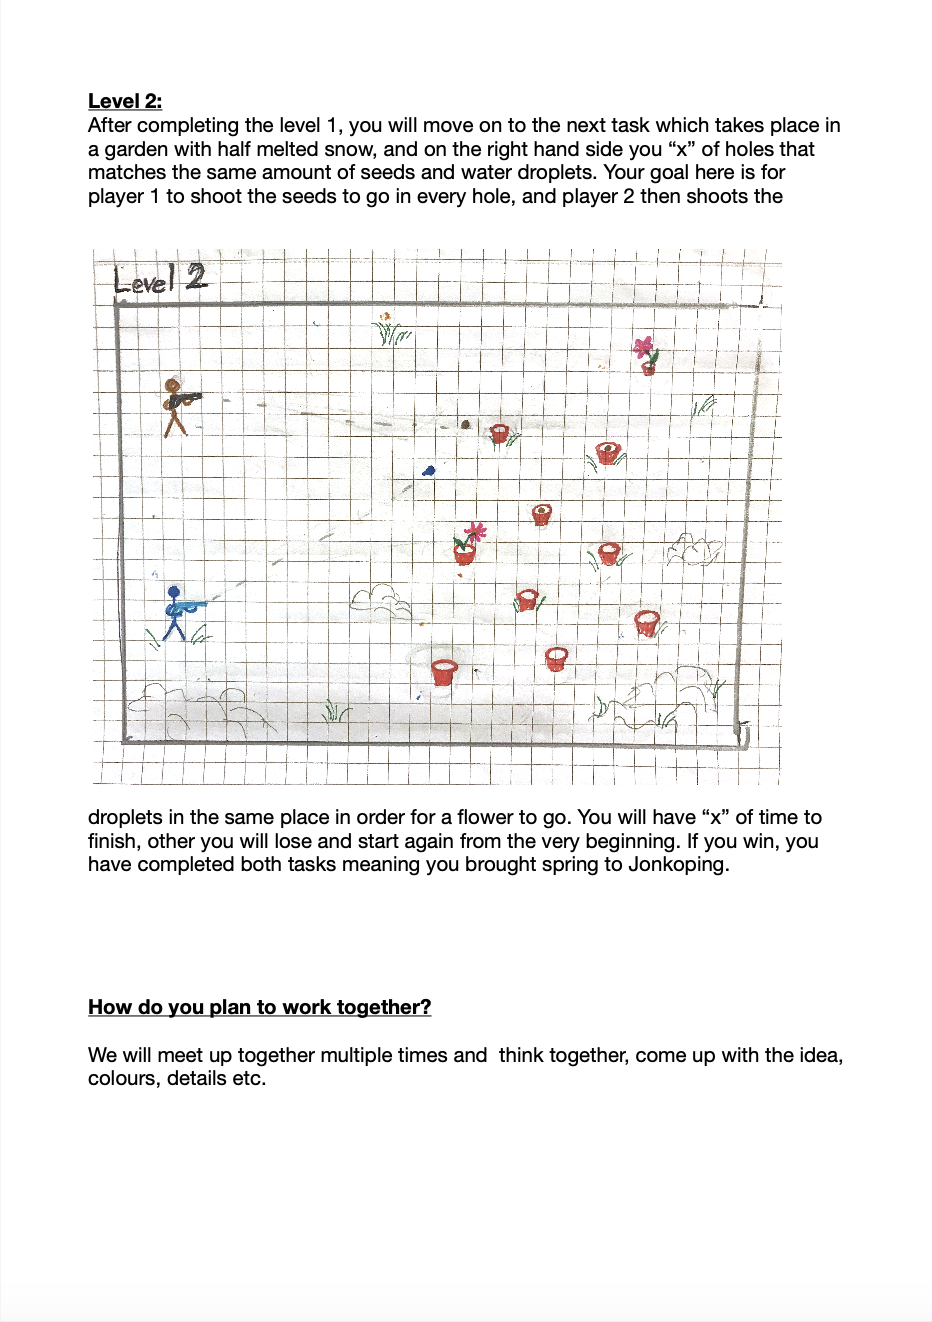 Level 2:
After completing the level 1, you will move on to the next task which takes place in
a garden with half melted snow, and on the right hand side you “x” of holes that
matches the same amount of seeds and water droplets. Your goal here is for
player 1 to shoot the seeds to go in every hole, and player 2 then shoots the
Level 2
droplets in the same place in order for a flower to go. You will have “x” of time to
finish, other you will lose and start again from the very beginning. If you win, you
have completed both tasks meaning you brought spring to Jonkoping.
How do you plan to work together?
We will meet up together multiple times and  think together, come up with the idea,
colours, details etc.